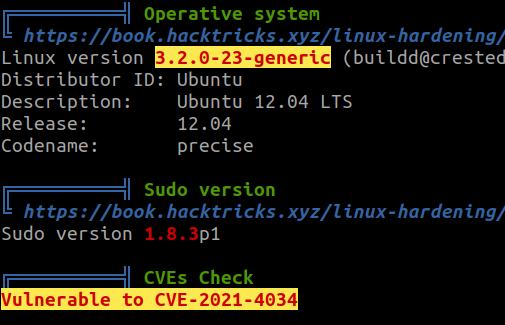 Operative system
https://book.hacktricks.xyz/linux-hardening/
Linux version 3.2.0-23-generic (buildd@crested
Distributor ID: Ubuntu
Description: Ubuntu 12.04 LTS
Release: 12.04
Codename: precise
Sudo version
https://book.hacktricks.xyz/linux-hardening/
Sudo version 1.8.3p1
CVEs Check
Vulnerable to CVE-2021-4034